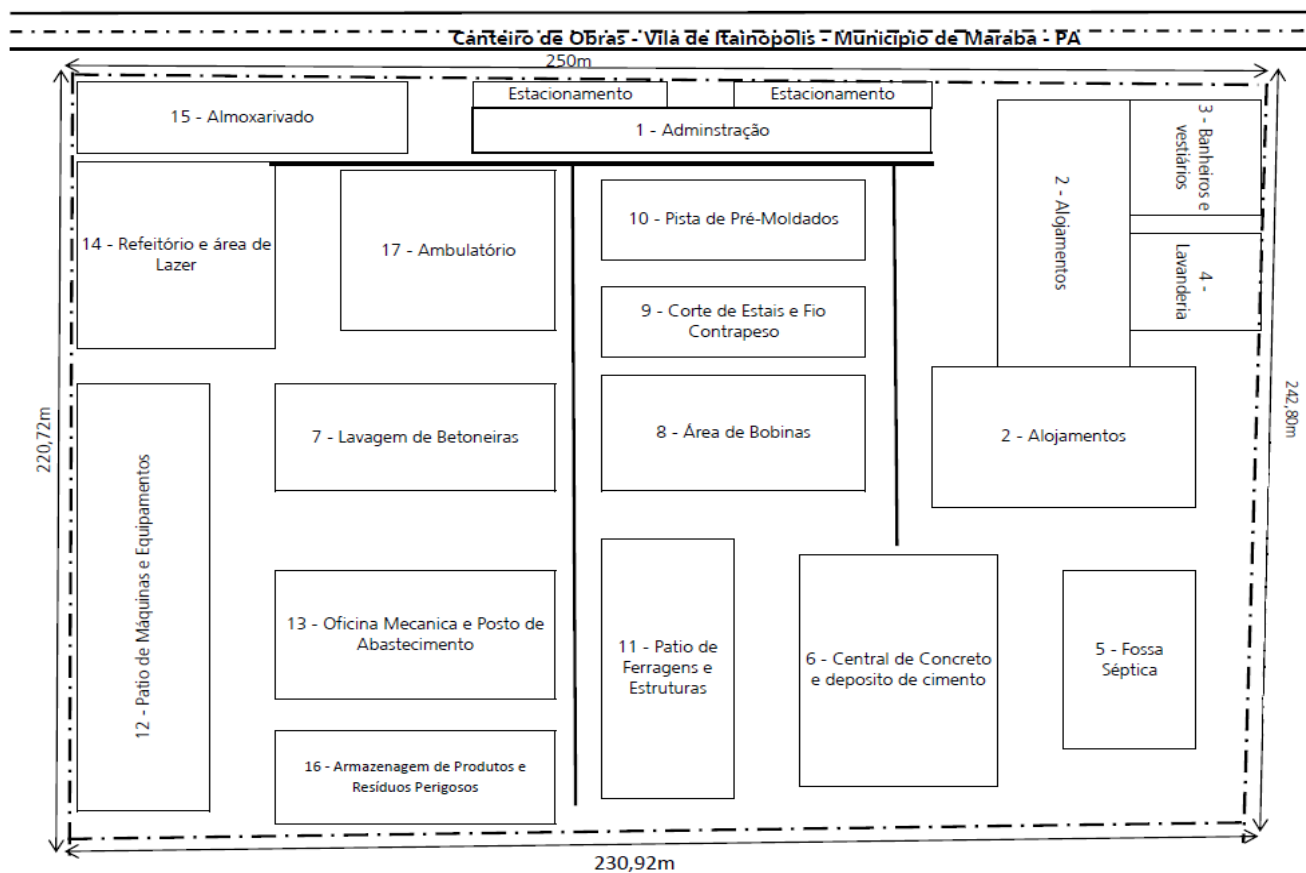 Canteiro de Obras - Vila de Itainopolis - Municipio de Maraba - PA
250m
Estacionamento
Estacionamento
15 - Almoxarivado
1 - Adminstração
3 - Banheiros e
vestiários
2 - Alojamentos
10 - Pista de Pré-Moldados
14 - Refeitório e área de
Lazer
17 - Ambulatório
4 -
Lavanderia
9 - Corte de Estais e Fio
Contrapeso
220,72m
242,80m
7 - Lavagem de Betoneiras
8 - Área de Bobinas
2 - Alojamentos
12 - Patio de Máquinas e Equipamentos
13 - Oficina Mecanica e Posto de
Abastecimento
11 - Patio de
Ferragens e
Estruturas
6 - Central de Concreto
e deposito de cimento
5 - Fossa
Séptica
16 - Armazenagem de Produtos e
Resíduos Perigosos
230,92m